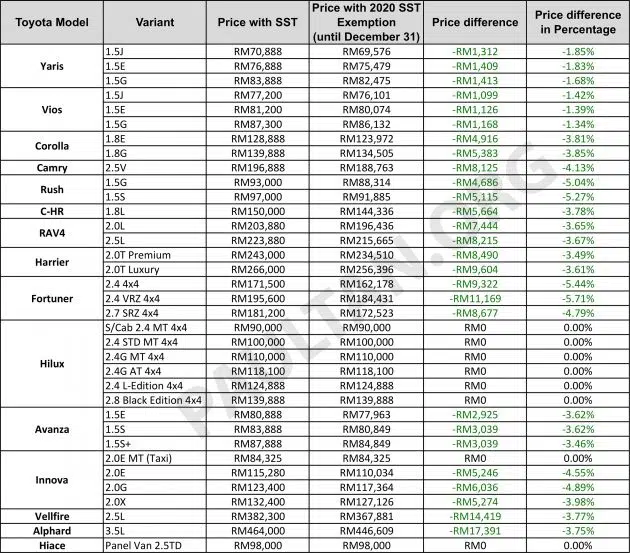 Toyota Model Variant Price with SST Price with 2020 SST Exemption (until December 31) Price difference Price difference in Percentage
Yaris
1.5J RM70,888 RM69,576 -RM1,312 -1.85%
1.5E RM76,888 RM75,479 -RM1,409 -1.83%
1.5G RM83,888 RM82,475 -RM1,413 -1.68%
Vios
1.5J RM77,200 RM76,101 -RM1,099 -1.42%
1.5E RM81,200 RM80,074 -RM1,126 -1.39%
1.5G RM87,300 RM86,132 -RM1,168 -1.34%
Corolla
1.8E RM128,888 RM123,972 -RM4,916 -3.81%
1.8G RM139,888 RM134,505 -RM5,383 -3.85%
Camry 2.5V RM196,888 RM188,763 -RM8,125 -4.13%
Rush
1.5G RM93,000 RM88,314 -RM4,686 -5.04%
1.5S RM97,000 RM91,885 -RM5,115 -5.27%
C-HR 1.8L RM150,000 RM144,336 -RM5,664 -3.78%
RAV4
2.0L RM203,880 RM196,436 -RM7,444 -3.65%
2.5L RM223,880 RM215,665 -RM8,215 -3.67%
Harrier
2.0T Premium RM243,000 RM234,510 -RM8,490 -3.49%
2.0T Luxury RM266,000 RM256,396 -RM9,604 -3.61%
Fortuner
2.4 4x4 RM171,500 RM162,178 -RM9,322 -5.44%
2.4 VRZ 4x4 RM195,600 RM184,431 -RM11,169 -5.71%
2.7 SRZ 4x4 RM181,200 RM172,523 -RM8,677 -4.79%
Hilux
S/Cab 2.4 MT 4x4 RM90,000 RM90,000 RM0 0.00%
2.4 STD MT 4x4 RM100,000 RM100,000 RM0 0.00%
2.4G MT 4x4 RM110,000 RM110,000 RM0 0.00%
2.4G AT 4x4 RM118,100 RM118,100 RM0 0.00%
2.4 L-Edition 4x4 RM124,888 RM124,888 RM0 0.00%
2.8 Black Edition 4x4 RM139,888 RM139,888 RM0 0.00%
Avanza
1.5E RM80,888 RM77,963 -RM2,925 -3.62%
1.5S RM83,888 RM80,849 -RM3,039 -3.62%
1.5S+ RM87,888 RM84,849 -RM3,039 -3.46%
Innova
2.0E MT (Taxi) RM84,325 RM84,325 RM0 0.00%
2.0E RM115,280 RM110,034 -RM5,246 -4.55%
2.0G RM123,400 RM117,364 -RM6,036 -4.89%
2.0X RM132,400 RM127,126 -RM5,274 -3.98%
Vellfire 2.5L RM382,300 RM367,881 -RM14,419 -3.77%
Alphard 3.5L RM464,000 RM446,609 -RM17,391 -3.75%
Hiace Panel Van 2.5TD RM98,000 RM98,000 RM0 0.00%
PAULTAN.ORG